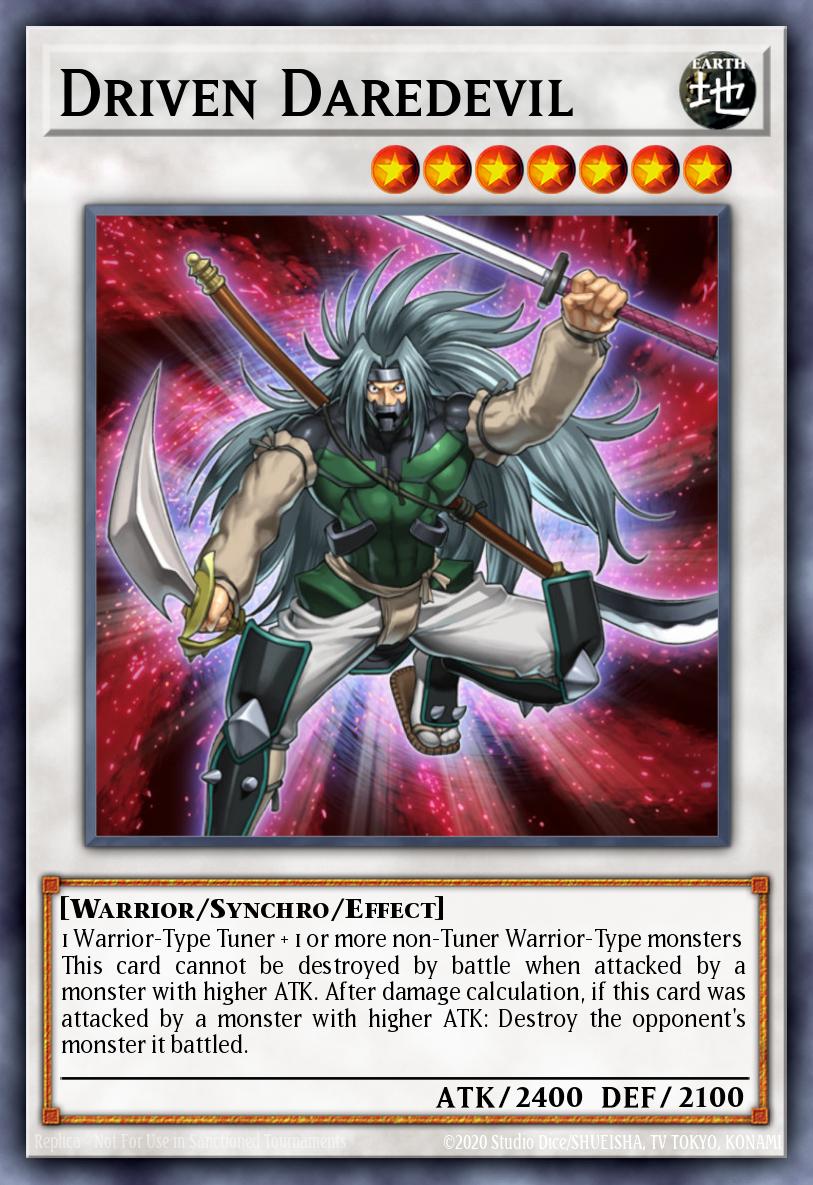 Driven Daredevil
EARTH
地
[Warrior/Synchro/Effect]
1 Warrior-Type Tuner + 1 or more non-Tuner Warrior-Type monsters
This card cannot be destroyed by battle when attacked by a
monster with higher ATK. After damage calculation, if this card was
attacked by a monster with higher ATK: Destroy the opponent's
monster it battled.
ATK/2400 DEF/2100
Replica - Not For Use in Sanctioned Tournaments
©2020 Studio Dice/SHUEISHA, TV TOKYO, KONAMI